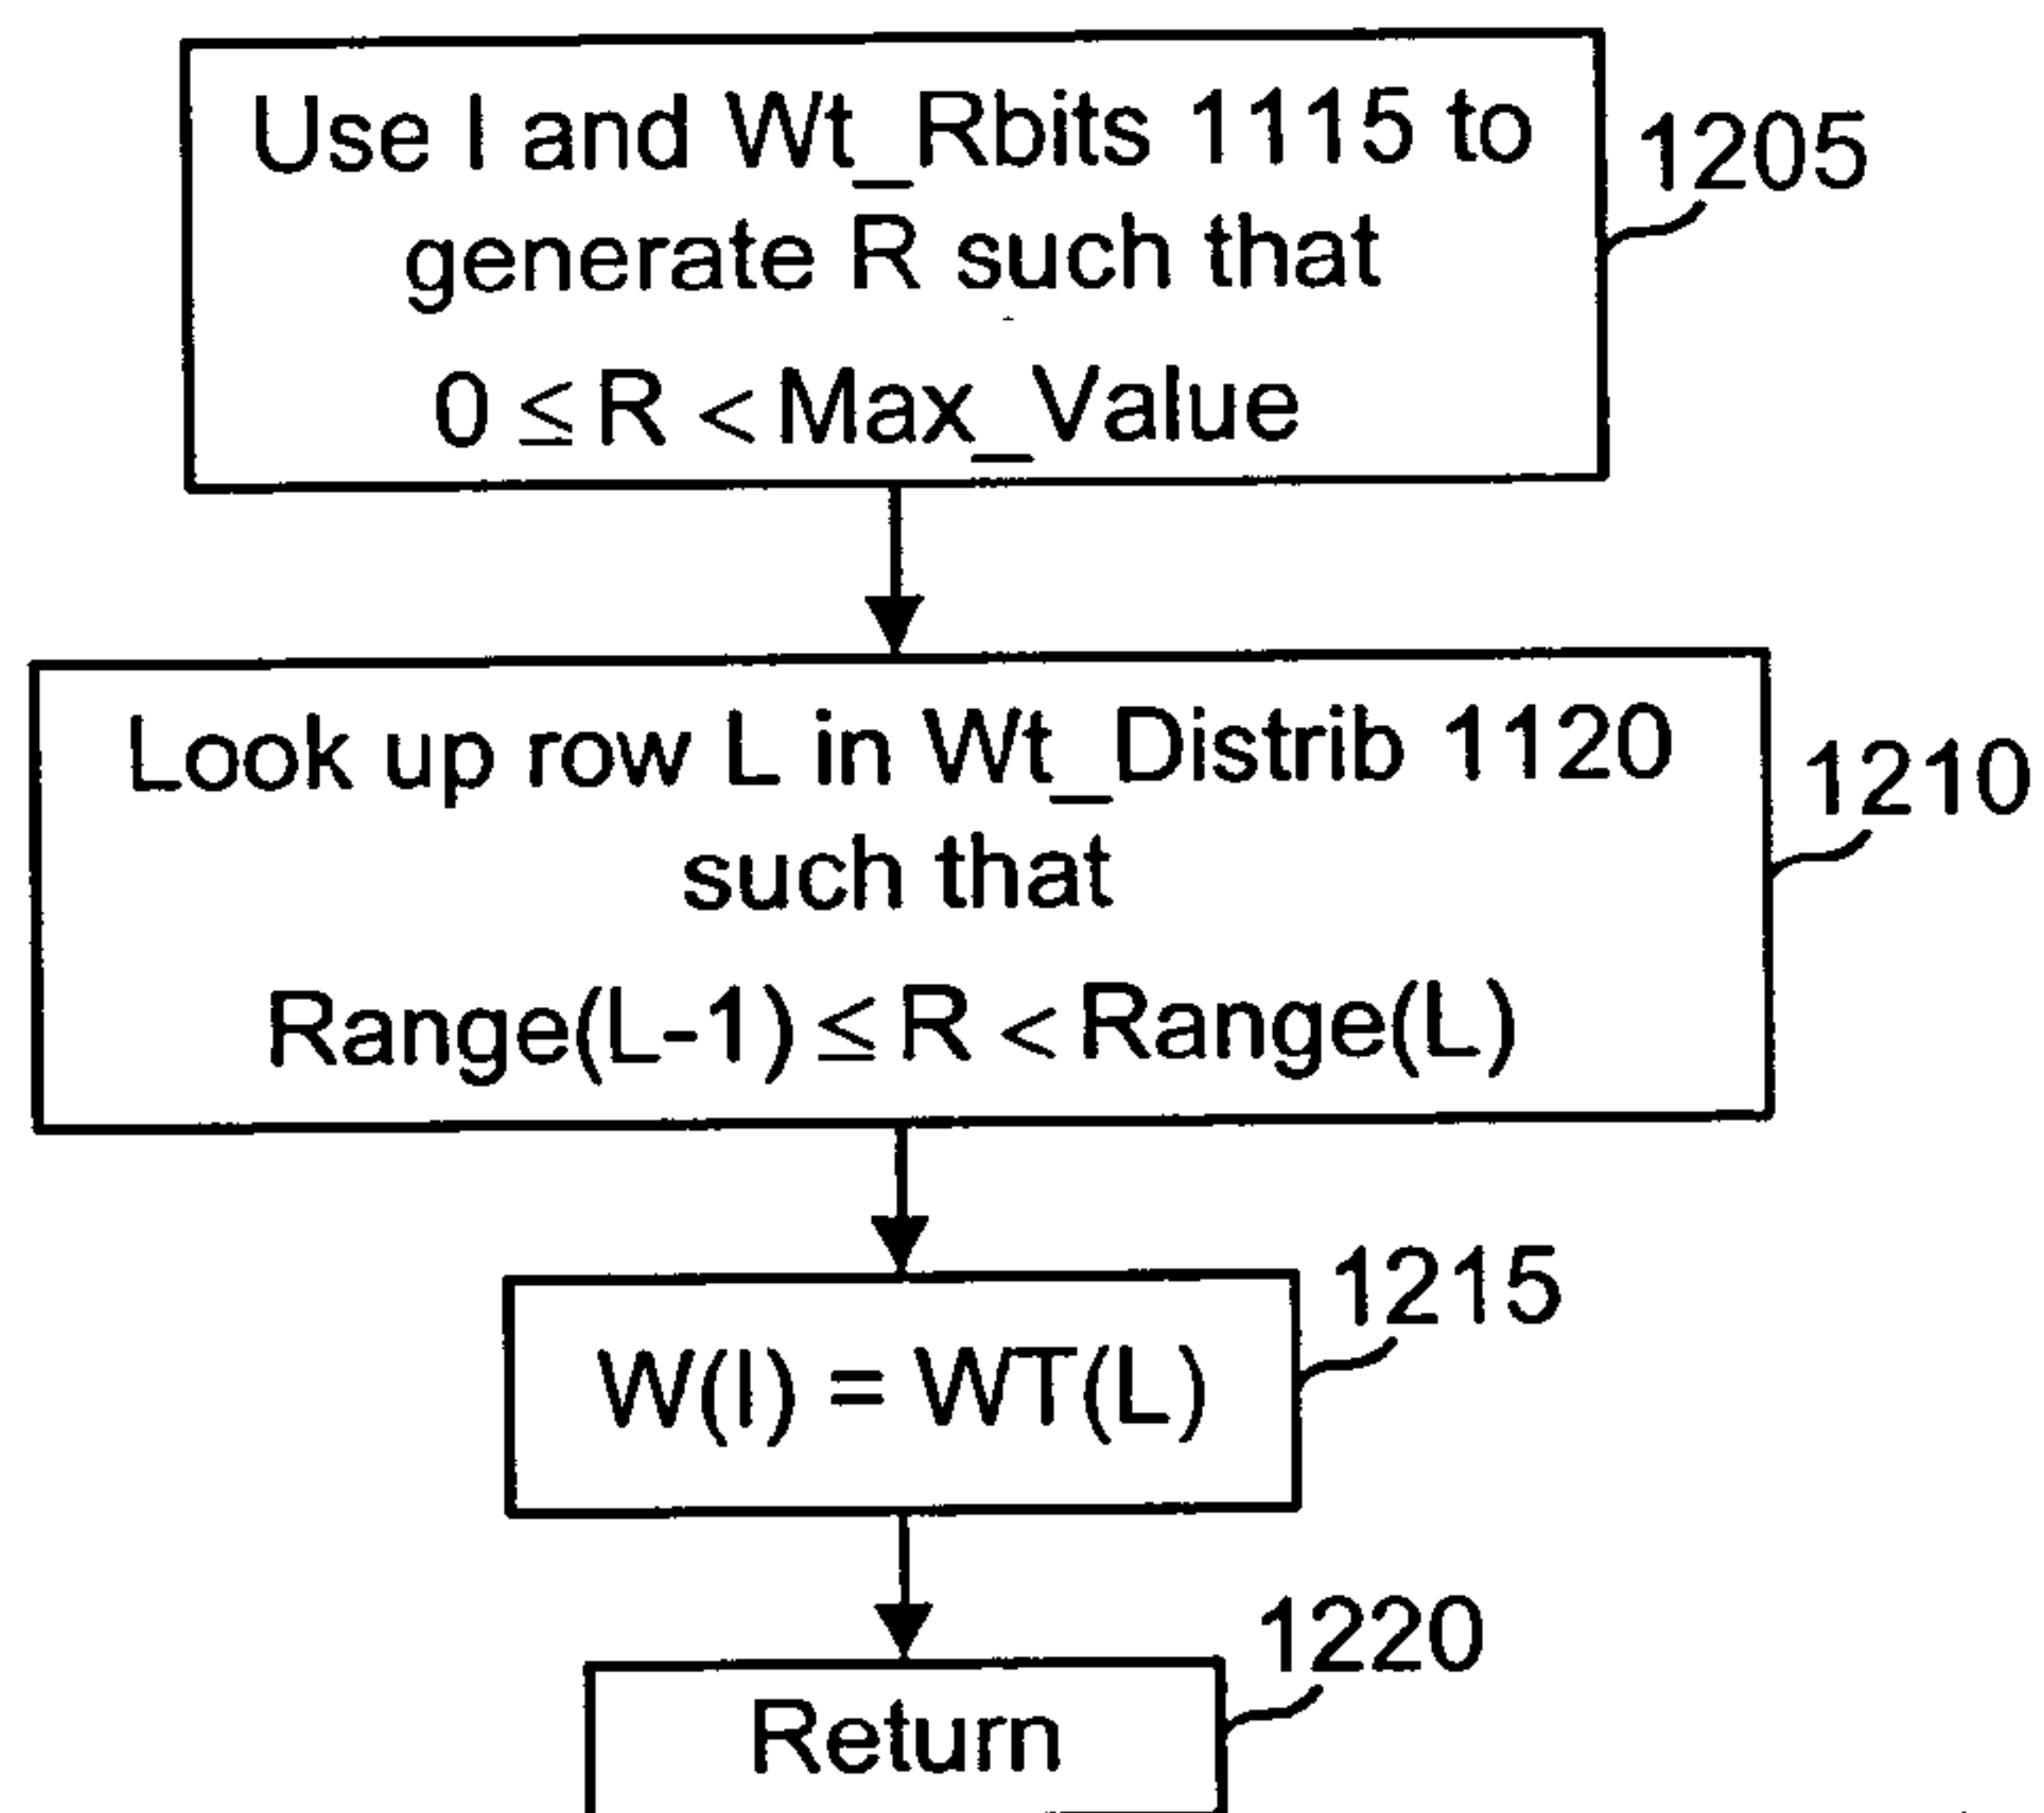 Use I and Wt_Rbits 1115 to
generate R such that
0 ≤ R < Max_Value
1205
Look up row L in Wt_Distrib 1120
such that
Range(L-1) ≤ R < Range(L)
1210
W(I) = WT(L)
1215
Return
1220